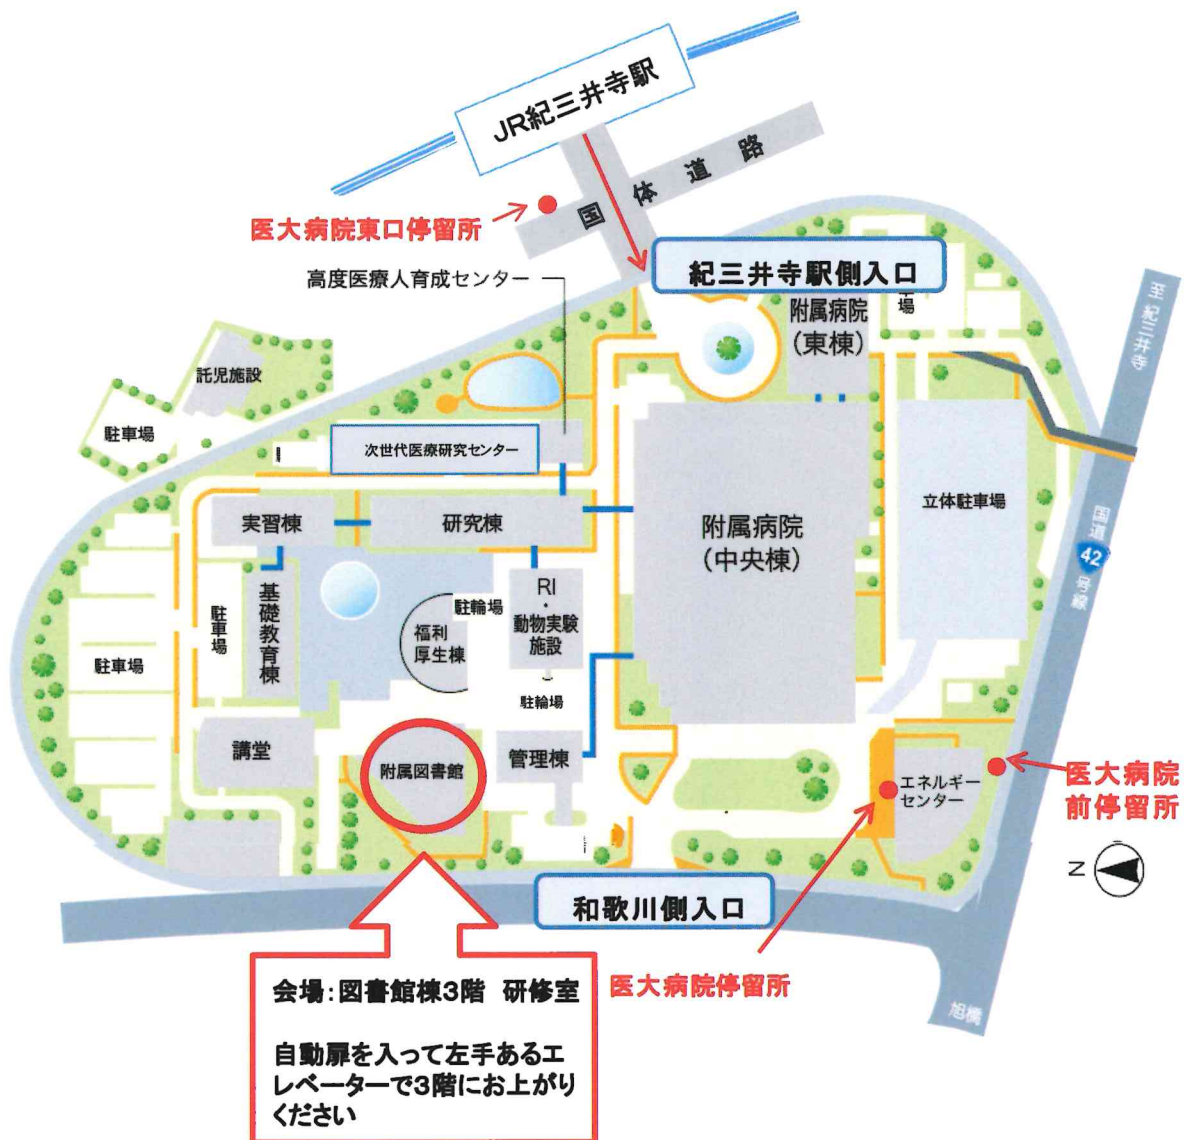 JR紀三井寺駅
国体道路
医大病院東口停留所
紀三井寺駅側入口
高度医療人育成センター
附属病院
(東棟)
場
至紀三井寺
託児施設
駐車場
次世代医療研究センター
立体駐車場
実習棟
研究棟
附属病院
(中央棟)
国道
42
号線
基礎教育棟
駐車場
駐輪場
RI
・
動物実験
施設
福利
厚生棟
駐車場
駐輪場
講堂
附属図書館
管理棟
エネルギー
センター
医大病院
前停留所
N
和歌川側入口
医大病院停留所
旭橋
会場:図書館棟3階 研修室
自動扉を入って左手あるエ
レベーターで3階にお上がり
ください